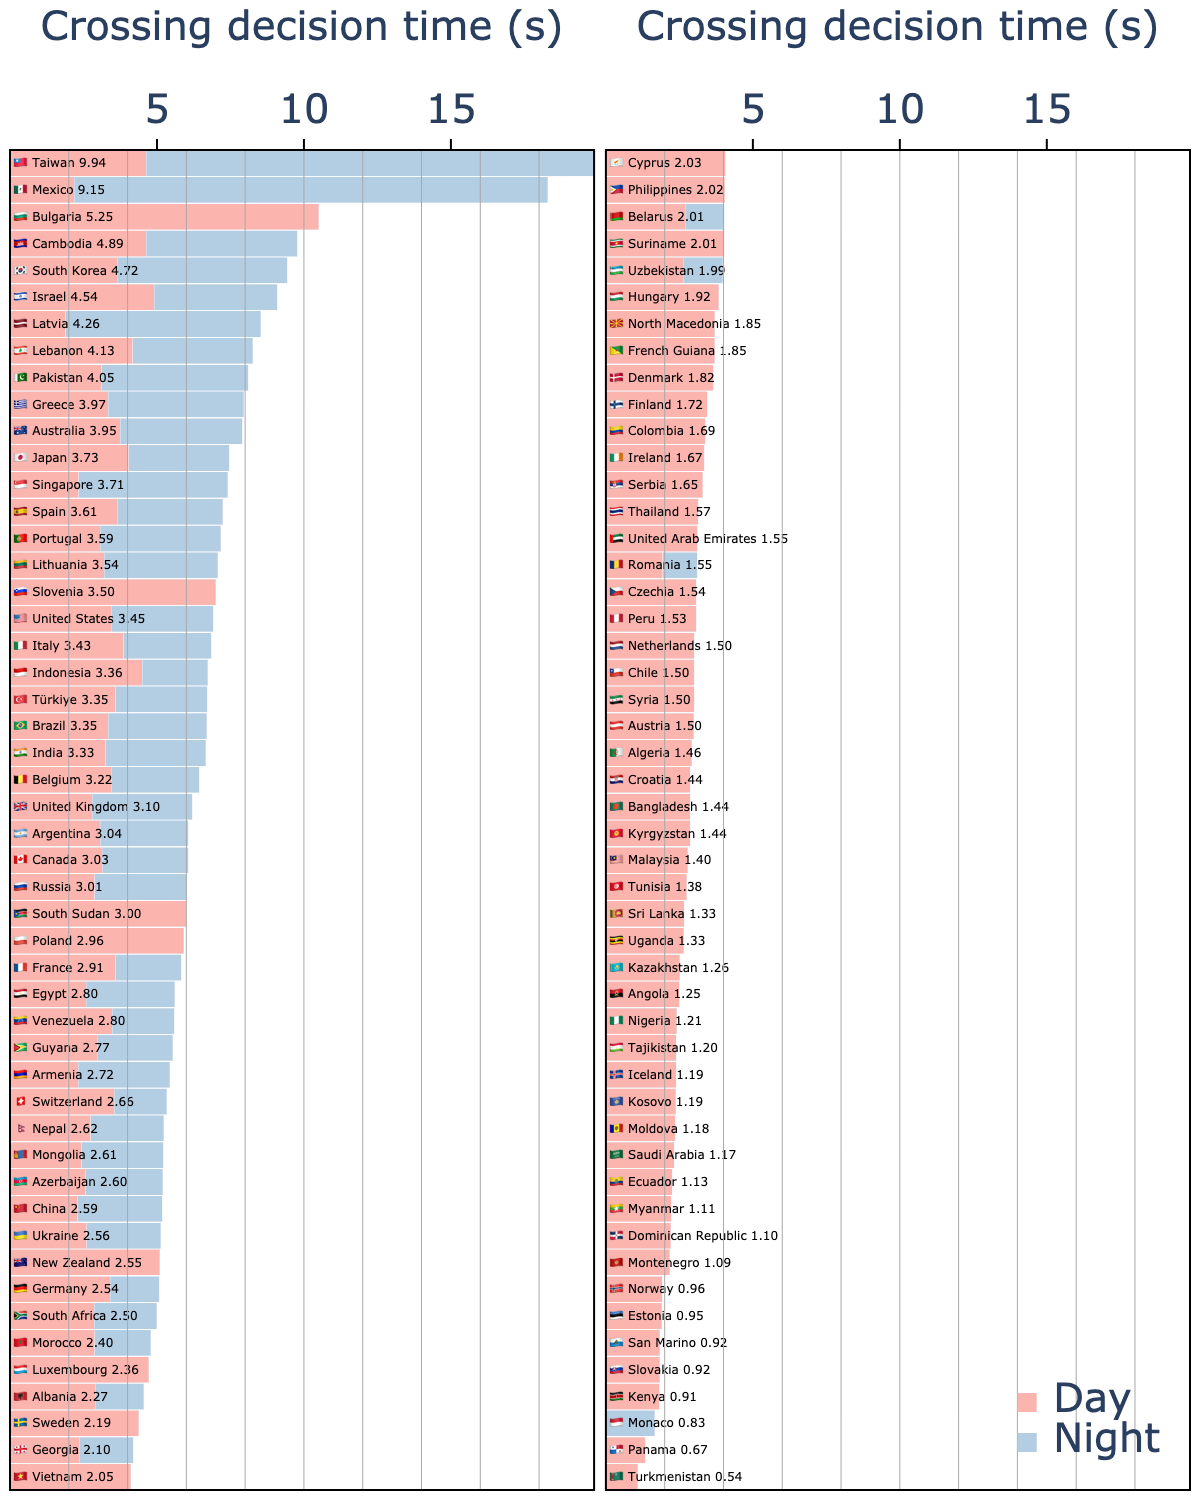 Crossing decision time (s)
5 10 15
Taiwan 9.94
Mexico 9.15
Bulgaria 5.25
Cambodia 4.89
South Korea 4.72
Israel 4.54
Latvia 4.26
Lebanon 4.13
Pakistan 4.05
Greece 3.97
Australia 3.95
Japan 3.73
Singapore 3.71
Spain 3.61
Portugal 3.59
Lithuania 3.54
Slovenia 3.50
United States 3.45
Italy 3.43
Indonesia 3.36
Türkiye 3.35
Brazil 3.35
India 3.33
Belgium 3.22
United Kingdom 3.10
Argentina 3.04
Canada 3.03
Russia 3.01
South Sudan 3.00
Poland 2.96
France 2.91
Egypt 2.80
Venezuela 2.80
Guyana 2.77
Armenia 2.72
Switzerland 2.66
Nepal 2.62
Mongolia 2.61
Azerbaijan 2.60
China 2.59
Ukraine 2.56
New Zealand 2.55
Germany 2.54
South Africa 2.50
Morocco 2.40
Luxembourg 2.36
Albania 2.27
Sweden 2.19
Georgia 2.10
Vietnam 2.05
Crossing decision time (s)
5 10 15
Cyprus 2.03
Philippines 2.02
Belarus 2.01
Suriname 2.01
Uzbekistan 1.99
Hungary 1.92
North Macedonia 1.85
French Guiana 1.85
Denmark 1.82
Finland 1.72
Colombia 1.69
Ireland 1.67
Serbia 1.65
Thailand 1.57
United Arab Emirates 1.55
Romania 1.55
Czechia 1.54
Peru 1.53
Netherlands 1.50
Chile 1.50
Syria 1.50
Austria 1.50
Algeria 1.46
Croatia 1.44
Bangladesh 1.44
Kyrgyzstan 1.44
Malaysia 1.40
Tunisia 1.38
Sri Lanka 1.33
Uganda 1.33
Kazakhstan 1.26
Angola 1.25
Nigeria 1.21
Tajikistan 1.20
Iceland 1.19
Kosovo 1.19
Moldova 1.18
Saudi Arabia 1.17
Ecuador 1.13
Myanmar 1.11
Dominican Republic 1.10
Montenegro 1.09
Norway 0.96
Estonia 0.95
San Marino 0.92
Slovakia 0.92
Kenya 0.91
Monaco 0.83
Panama 0.67
Turkmenistan 0.54
Day
Night